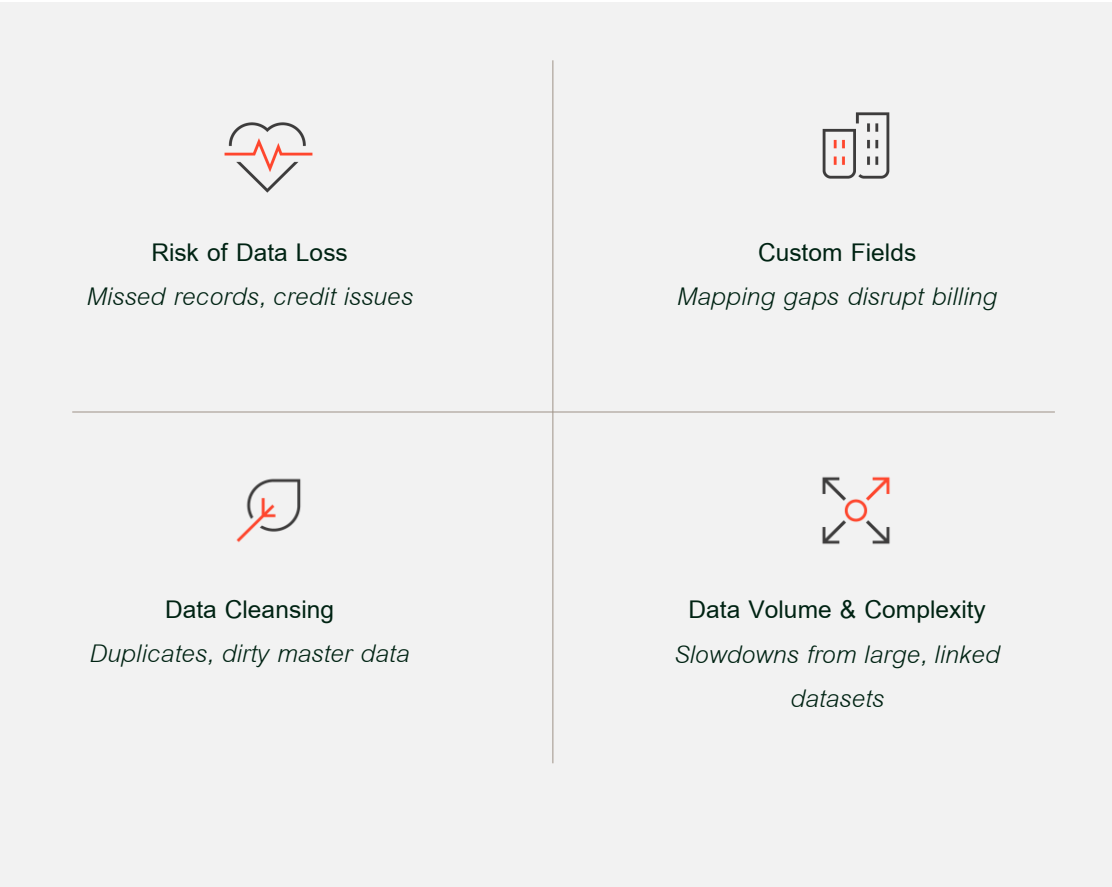 Risk of Data Loss
Missed records, credit issues
Custom Fields
Mapping gaps disrupt billing
Data Cleansing
Duplicates, dirty master data
Data Volume & Complexity
Slowdowns from large, linked
datasets